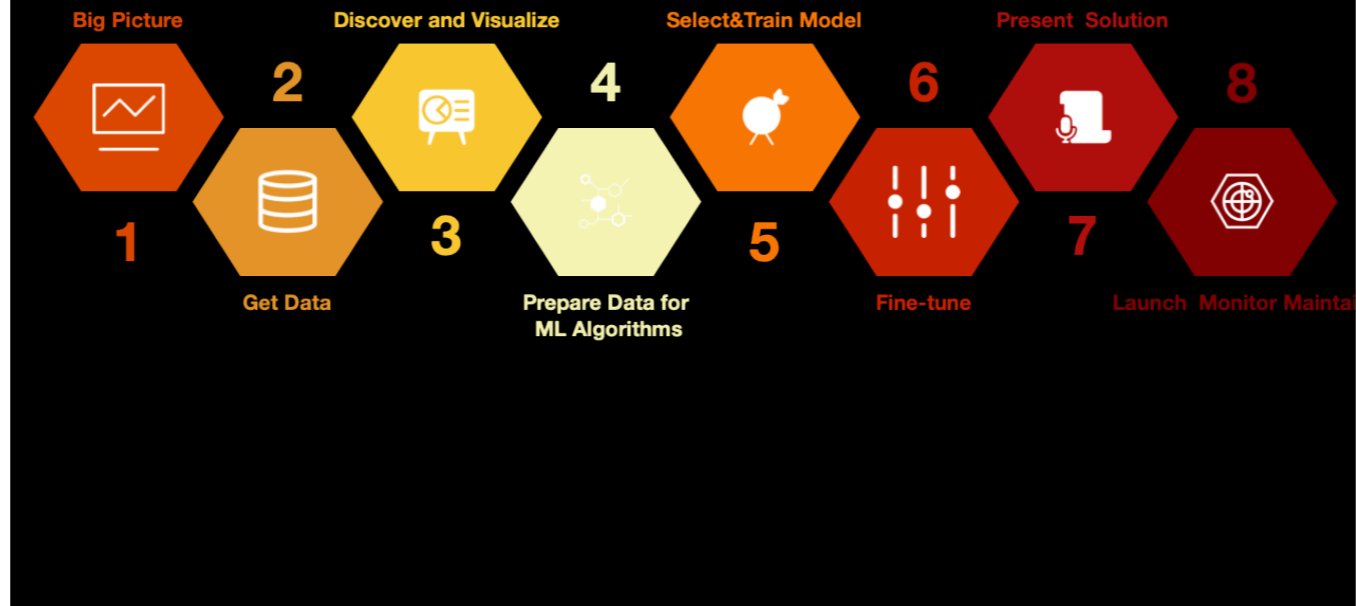 Big Picture
1
2
Get Data
Discover and Visualize
3
4
Prepare Data for
ML Algorithms
Select&Train Model
5
6
Fine-tune
Present Solution
7
8
Launch Monitor